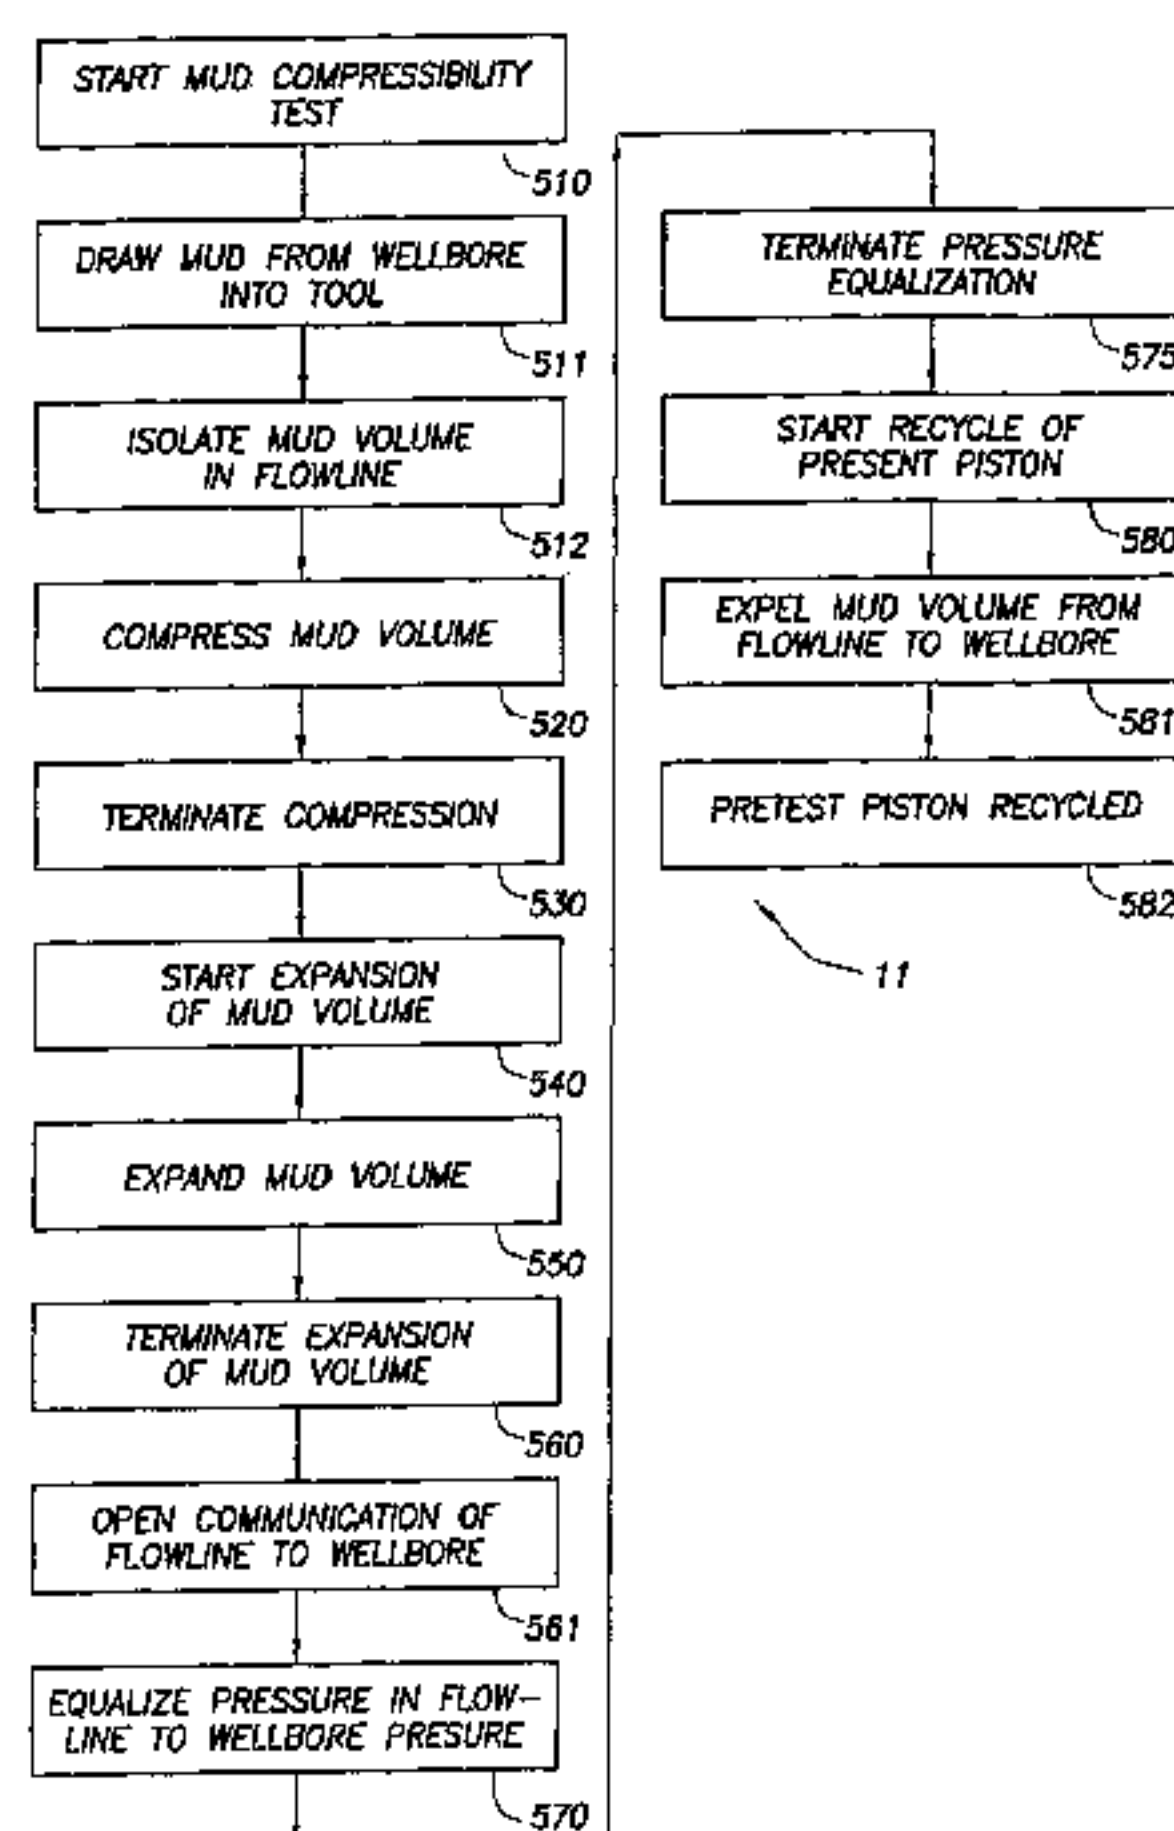 START MUD COMPRESSIBILITY
TEST
510
DRAW MUD FROM WELLBORE
INTO TOOL
511
ISOLATE MUD VOLUME
IN FLOWLINE
512
COMPRESS MUD VOLUME
520
TERMINATE COMPRESSION
530
START EXPANSION
OF MUD VOLUME
540
EXPAND MUD VOLUME
550
TERMINATE EXPANSION
OF MUD VOLUME
560
OPEN COMMUNICATION OF
FLOWLINE TO WELLBORE
561
EQUALIZE PRESSURE IN FLOW-
LINE TO WELLBORE PRESURE
570
TERMINATE PRESSURE
EQUALIZATION
575
START RECYCLE OF
PRESENT PISTON
580
EXPEL MUD VOLUME FROM
FLOWLINE TO WELLBORE
581
PRETEST PISTON RECYCLED
582
11